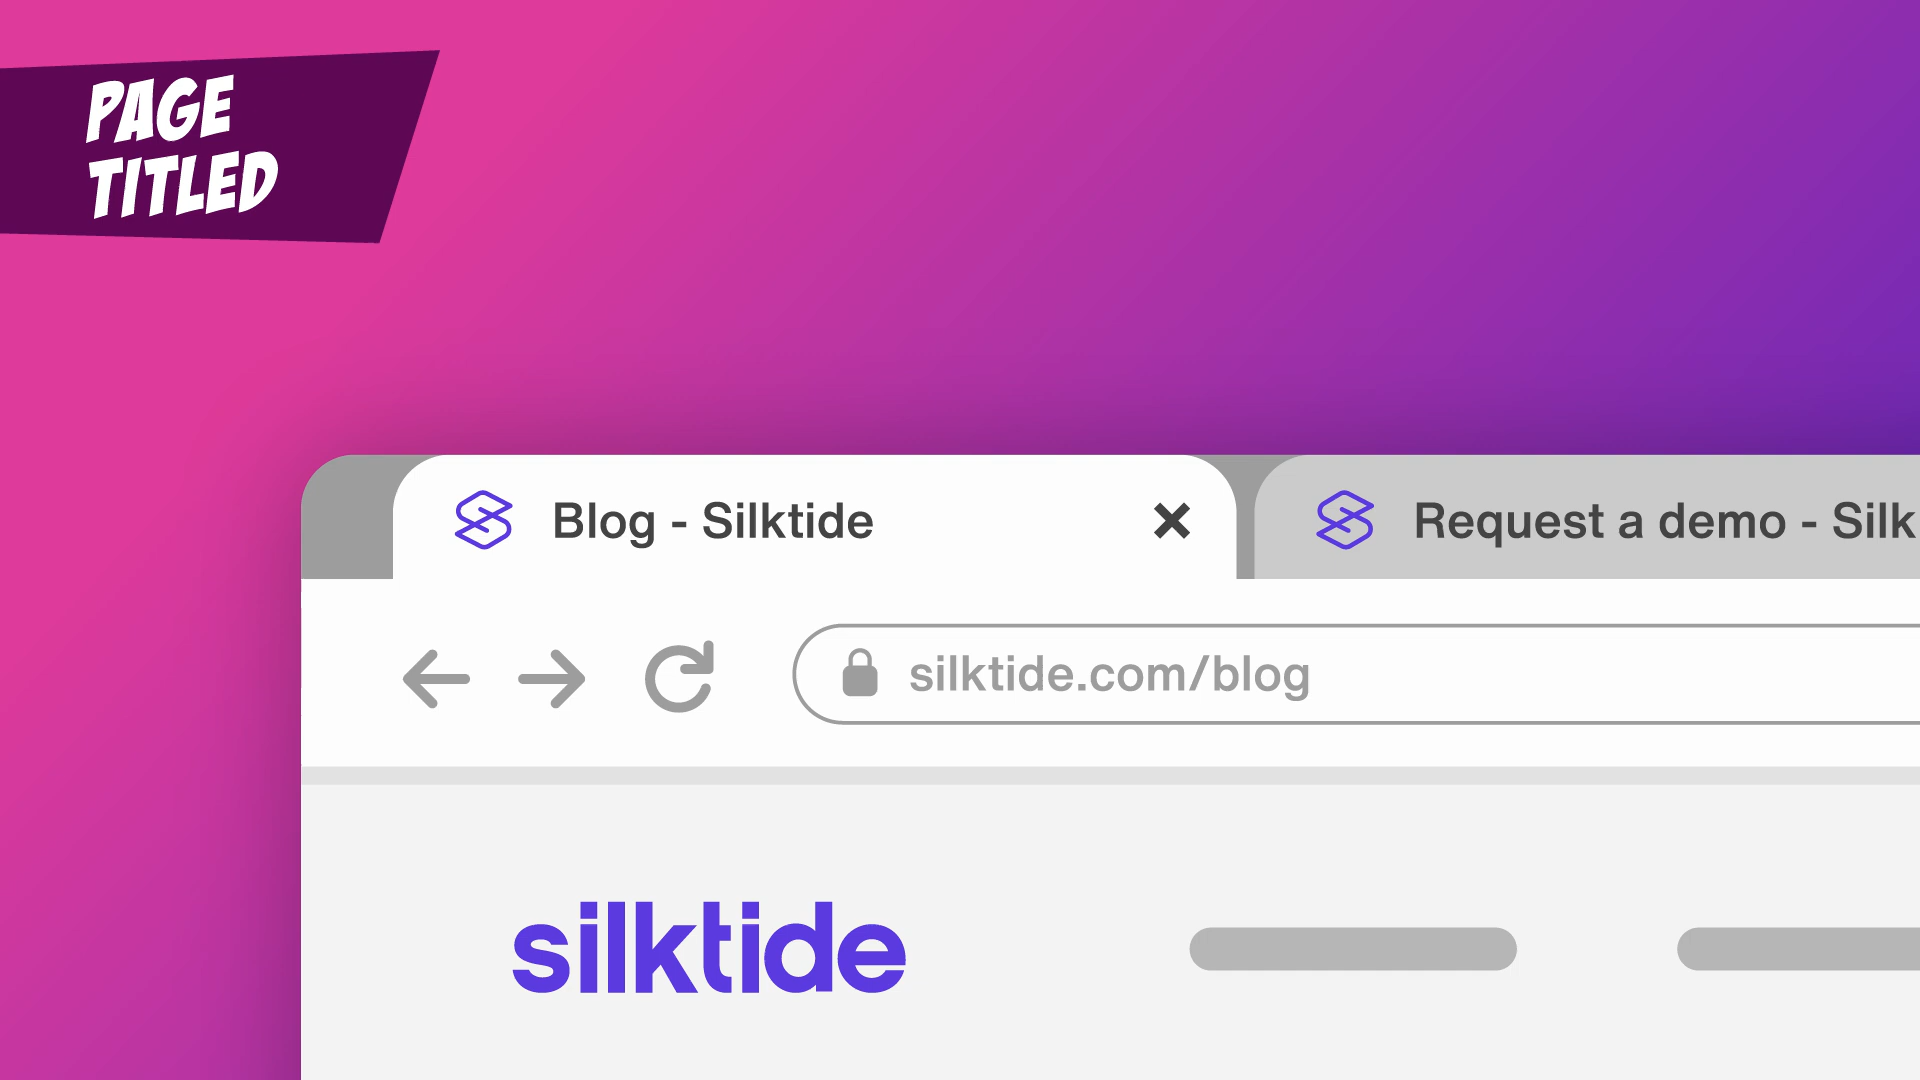 PAGE
TITLED
Blog - Silktide
Request a demo - Silk
silktide.com/blog
silktide